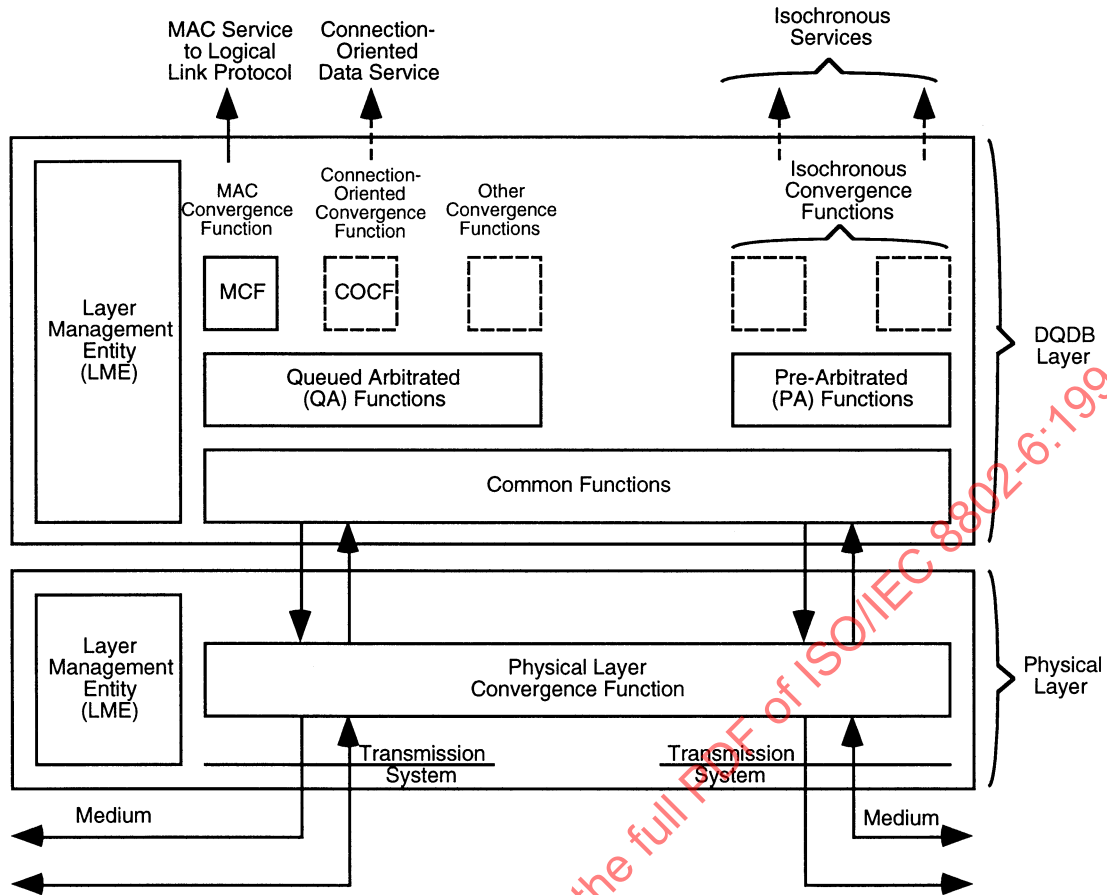 MAC Service
to Logical
Link Protocol
Connection-
Oriented
Data Service
Isochronous
Services
MAC
Convergence
Function
Connection-
Oriented
Convergence
Function
Other
Convergence
Functions
Isochronous
Convergence
Functions
MCF
COCF
Layer
Management
Entity
(LME)
Queued Arbitrated
(QA) Functions
Pre-Arbitrated
(PA) Functions
DQDB
Layer
Common Functions
Layer
Management
Entity
(LME)
Physical Layer
Convergence Function
Physical
Layer
Transmission
System
Transmission
System
Medium
Medium
the full PDF of ISO/IEC 8802-6:199